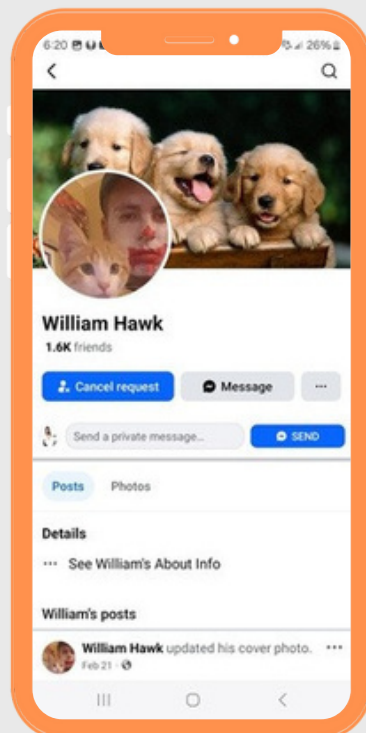 6:20
26%
William Hawk
1.6K friends
Cancel request
Message
...
Send a private message...
SEND
Posts Photos
Details
... See William's About Info
William's posts
William Hawk updated his cover photo. ...
Feb 21 ·